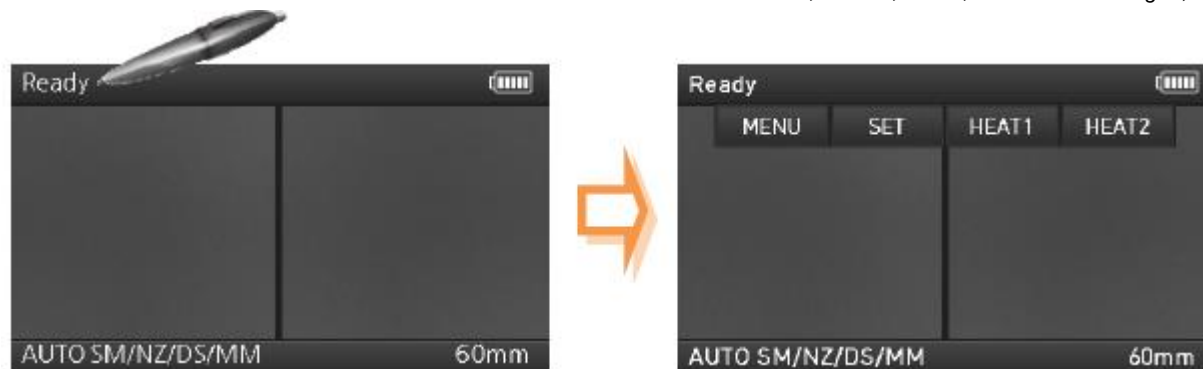 Ready
AUTO SM/NZ/DS/MM 60mm
Ready
MENU SET HEAT1 HEAT2
AUTO SM/NZ/DS/MM 60mm